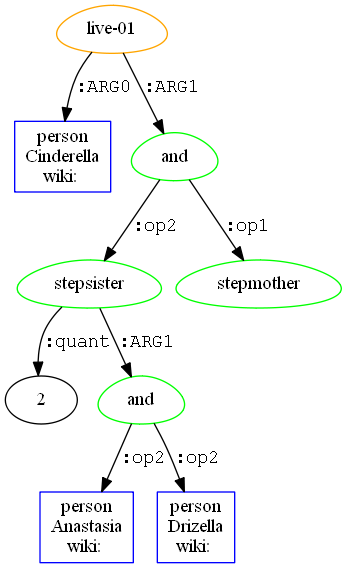 live-01
:ARG0
:ARG1
person
Cinderella
wiki:
and
:op2
:op1
stepsister
stepmother
:quant
:ARG1
2
and
:op2
:op2
person
Anastasia
wiki:
person
Drizella
wiki: